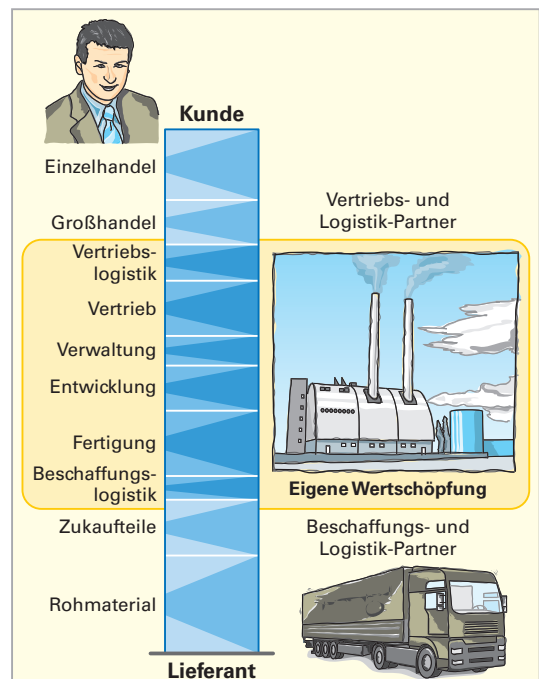 Kunde
Einzelhandel
Großhandel
Vertriebs- und
Logistik-Partner
Vertriebs-
logistik
Vertrieb
Verwaltung
Entwicklung
Fertigung
Beschaffungs-
logistik
Eigene Wertschöpfung
Zukaufteile
Beschaffungs- und
Logistik-Partner
Rohmaterial
Lieferant